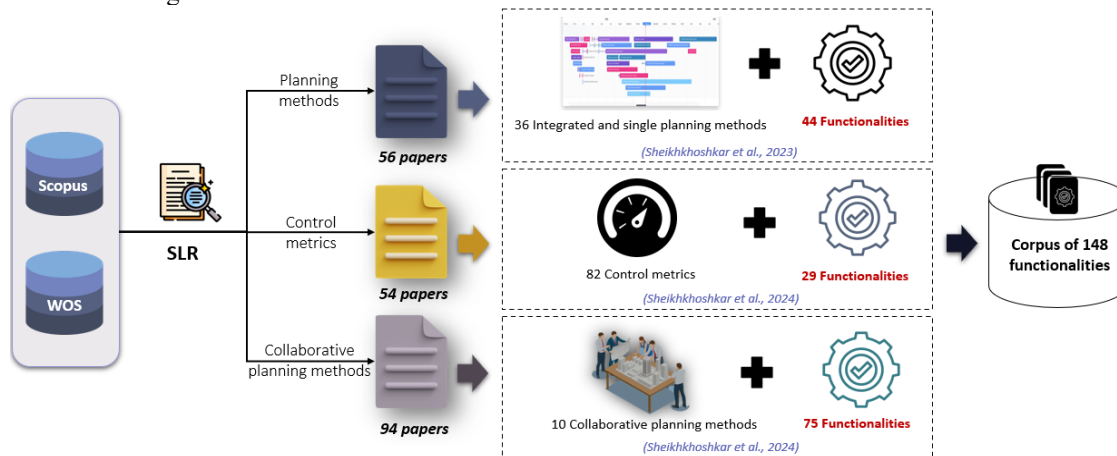 Scopus
WOS
SLR
Planning
methods
56 papers
36 Integrated and single planning methods
44 Functionalities
(Sheikhkhoshkar et al., 2023)
Control
metrics
54 papers
82 Control metrics
29 Functionalities
(Sheikhkhoshkar et al., 2024)
Collaborative
planning methods
94 papers
10 Collaborative planning methods
75 Functionalities
(Sheikhkhoshkar et al., 2024)
Corpus of 148
functionalities